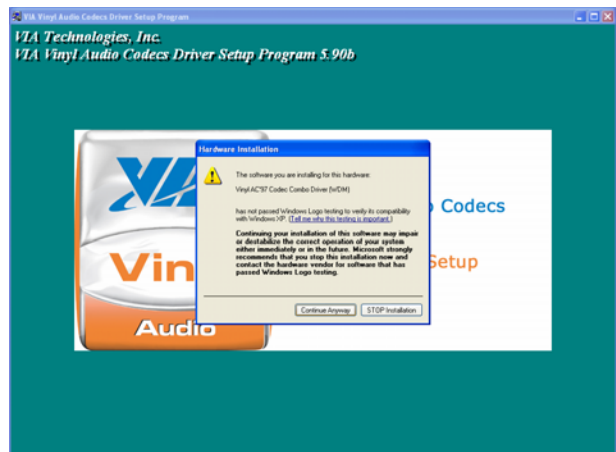 VIA Vinyl Audio Codecs Driver Setup Program
VIA Technologies, Inc.
VIA Vinyl Audio Codecs Driver Setup Program 5.90b
Hardware Installation
The software you are installing for this hardware:
Vinyl AC'97 Codec Combo Driver (WDM)
has not passed Windows Logo testing to verify its compatibility
with Windows XP. (Tell me why this testing is important.)
Continuing your installation of this software may impair
or destabilize the correct operation of your system
either immediately or in the future. Microsoft strongly
recommends that you stop this installation now and
contact the hardware vendor for software that has
passed Windows Logo testing.
Continue Anyway
STOP Installation
Codecs
Setup
Vin
Audio